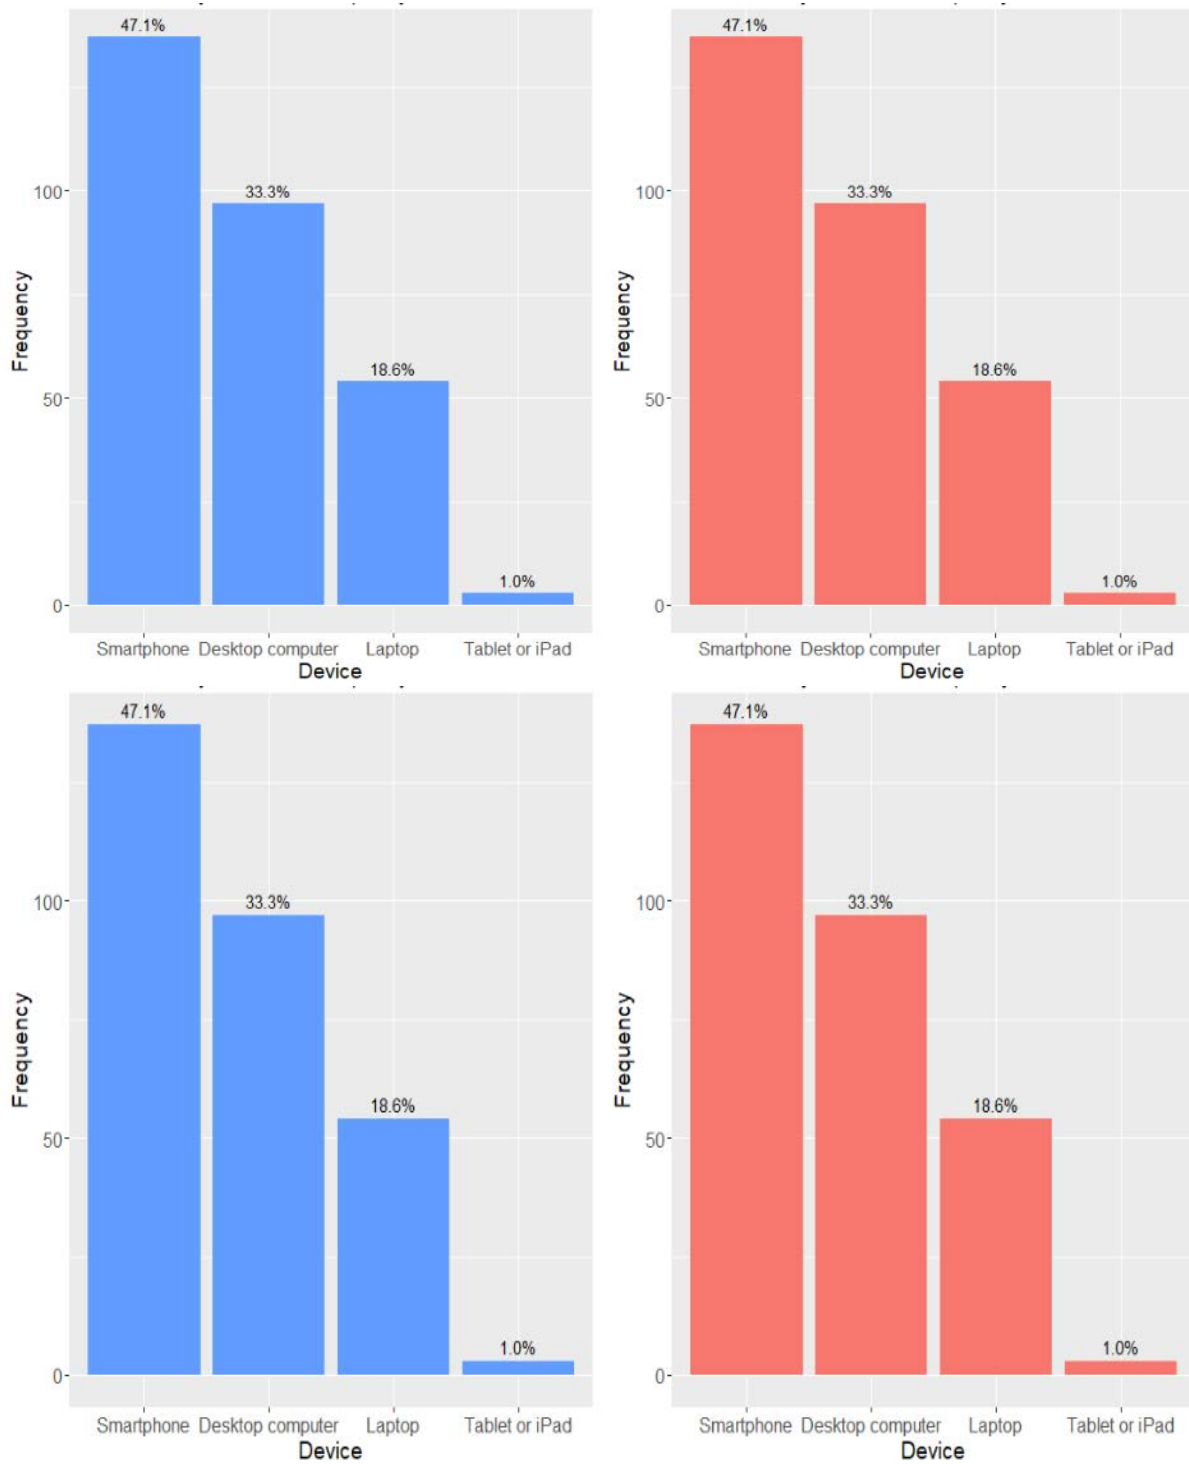 47.1%
33.3%
18.6%
1.0%
100
50
0
Frequency
Smartphone Desktop computer Laptop Tablet or iPad
Device
47.1%
33.3%
18.6%
1.0%
100
50
0
Frequency
Smartphone Desktop computer Laptop Tablet or iPad
Device
47.1%
33.3%
18.6%
1.0%
100
50
0
Frequency
Smartphone Desktop computer Laptop Tablet or iPad
Device
47.1%
33.3%
18.6%
1.0%
100
50
0
Frequency
Smartphone Desktop computer Laptop Tablet or iPad
Device